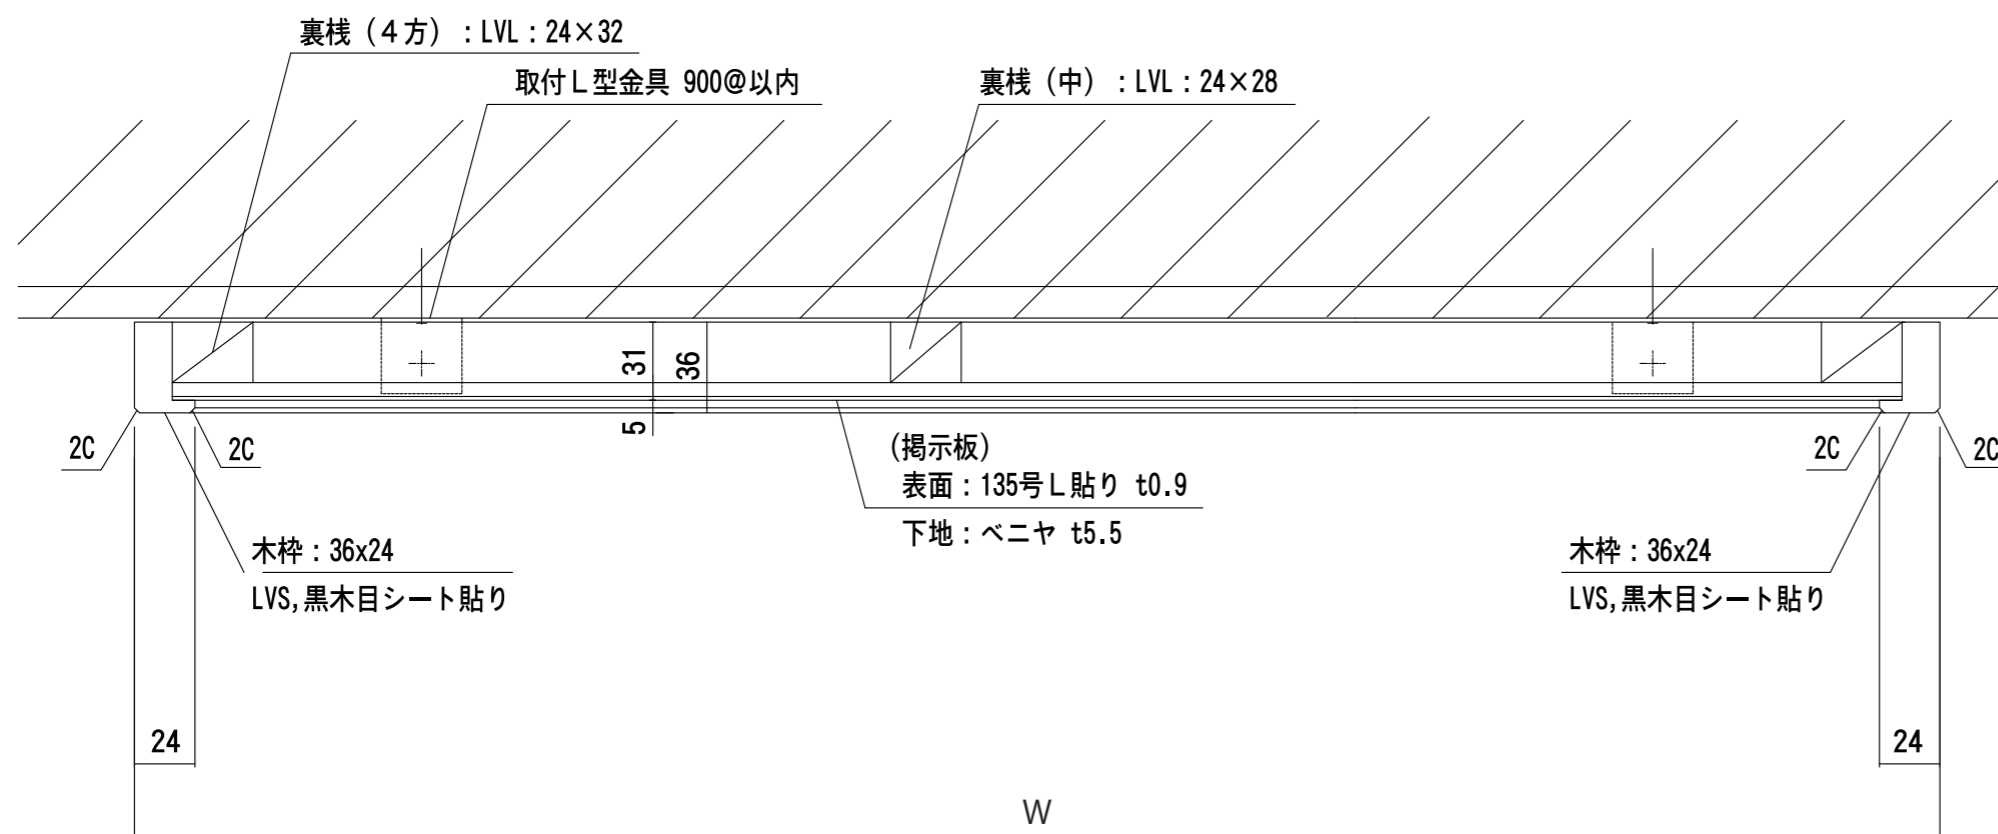 裏桟（４方）：LVL：24×32
取付Ｌ型金具 900@以内
裏桟（中）：LVL：24×28
31
36
5
2C
2C
2C
2C
(掲示板)
表面：135号Ｌ貼り t0.9
下地：ベニヤ t5.5
木枠：36x24
LVS,黒木目シート貼り
木枠：36x24
LVS,黒木目シート貼り
24
24
W